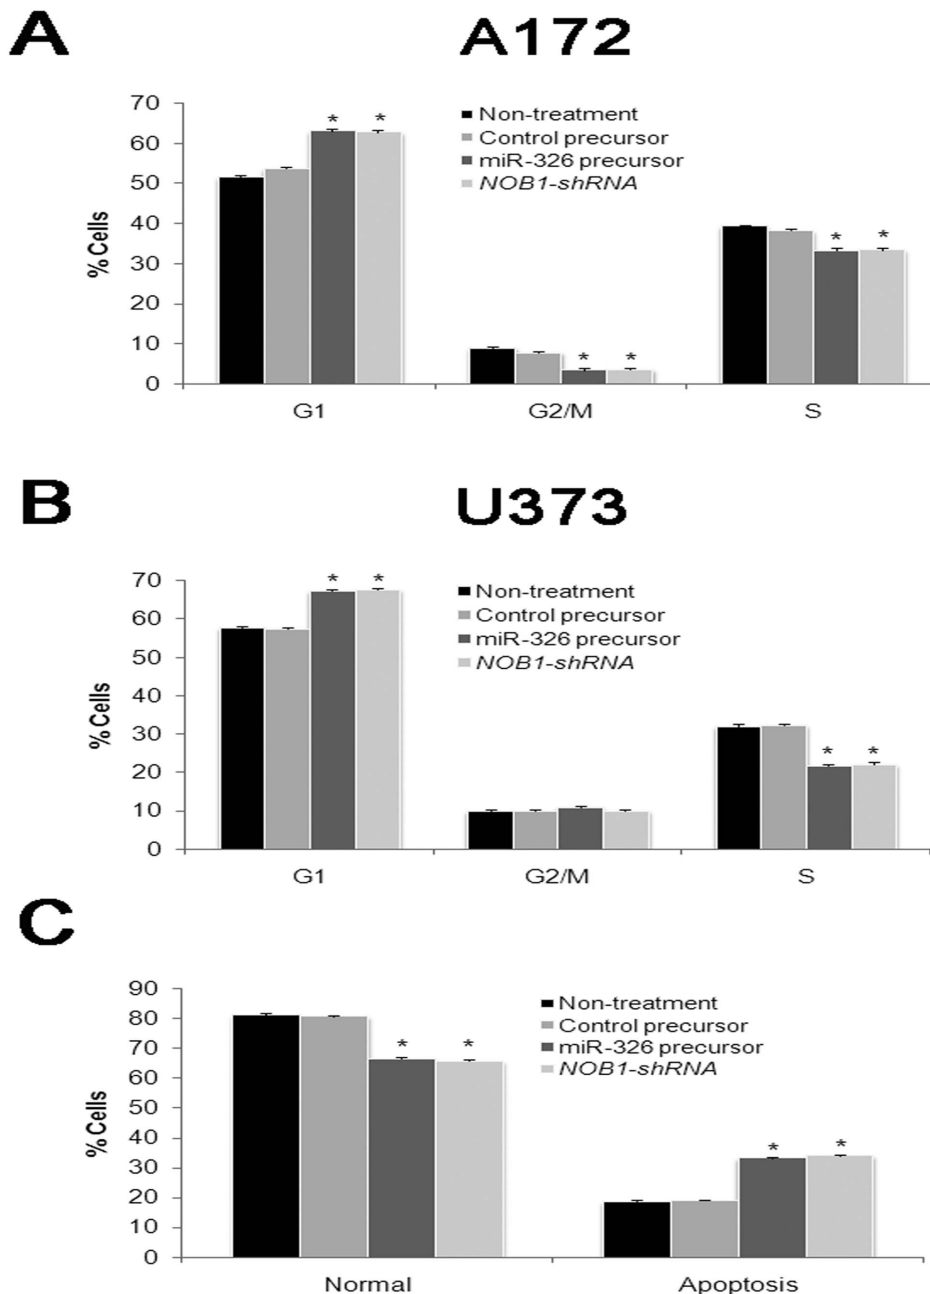 A
A172
70
60
50
40
30
20
10
0
% Cells
* *
* *
* *
Non-treatment
Control precursor
miR-326 precursor
NOB1-shRNA
G1 G2/M S
B
U373
70
60
50
40
30
20
10
0
% Cells
* *
* *
Non-treatment
Control precursor
miR-326 precursor
NOB1-shRNA
G1 G2/M S
C
90
80
70
60
50
40
30
20
10
0
% Cells
* *
* *
Non-treatment
Control precursor
miR-326 precursor
NOB1-shRNA
Normal Apoptosis